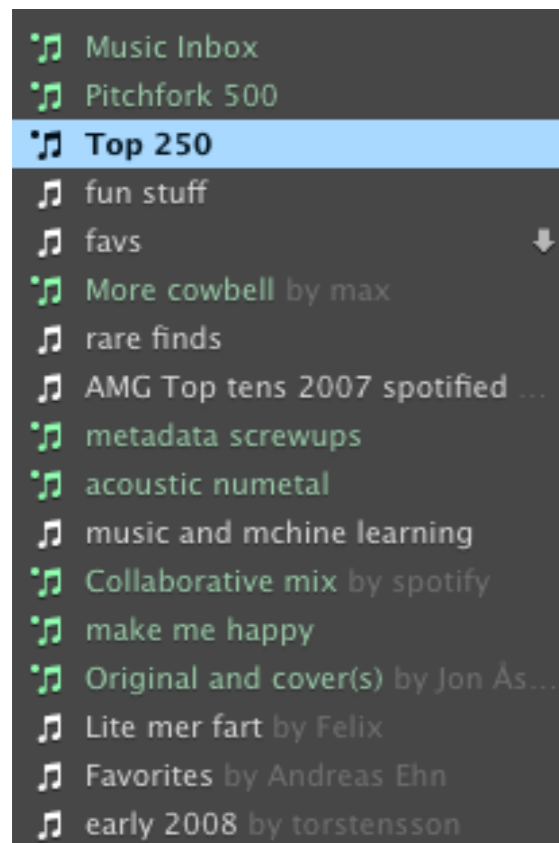 Music Inbox
Pitchfork 500
Top 250
fun stuff
favs
More cowbell by max
rare finds
AMG Top tens 2007 spotified ...
metadata screwups
acoustic numetal
music and mchine learning
Collaborative mix by spotify
make me happy
Original and cover(s) by Jon Ås...
Lite mer fart by Felix
Favorites by Andreas Ehn
early 2008 by torstensson